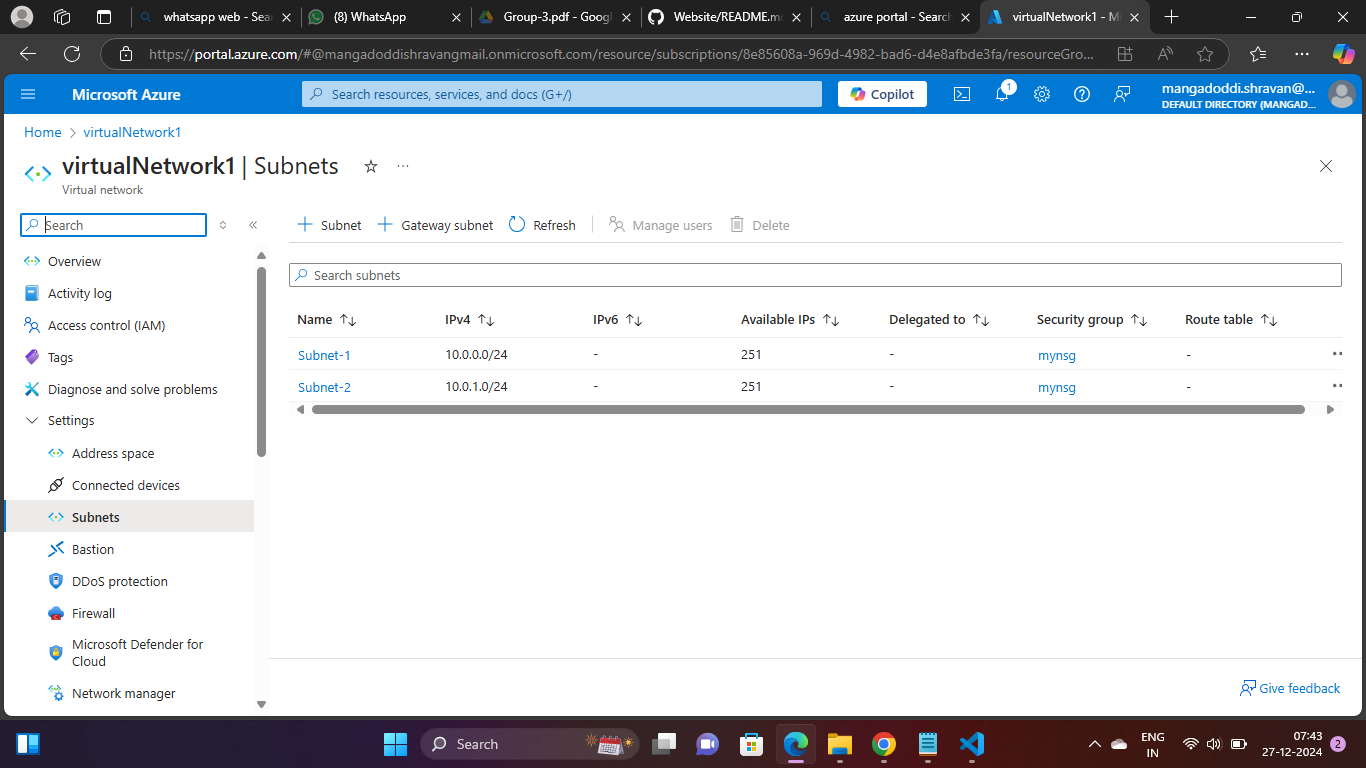 whatsapp web - Sear
(8) WhatsApp
Group-3.pdf - Googl
Website/README.md
azure portal - Search
virtualNetwork1 - Mi
https://portal.azure.com/#@mangadoddishravangmail.onmicrosoft.com/resource/subscriptions/8e85608a-969d-4982-bad6-d4e8afbde3fa/resourceGro...
Microsoft Azure
Search resources, services, and docs (G+/)
Copilot
1
mangadoddi.shravan@...
DEFAULT DIRECTORY (MANGAD...
Home > virtualNetwork1
virtualNetwork1 | Subnets
Virtual network
Search
Subnet
Gateway subnet
Refresh
Manage users
Delete
Overview
Activity log
Access control (IAM)
Tags
Diagnose and solve problems
Settings
Address space
Connected devices
Subnets
Bastion
DDoS protection
Firewall
Microsoft Defender for
Cloud
Network manager
Search subnets
Name IPv4 IPv6 Available IPs Delegated to Security group Route table
Subnet-1 10.0.0.0/24 - 251 - mynsg -
Subnet-2 10.0.1.0/24 - 251 - mynsg -
Give feedback
Search
ENG
IN
07:43
27-12-2024
2